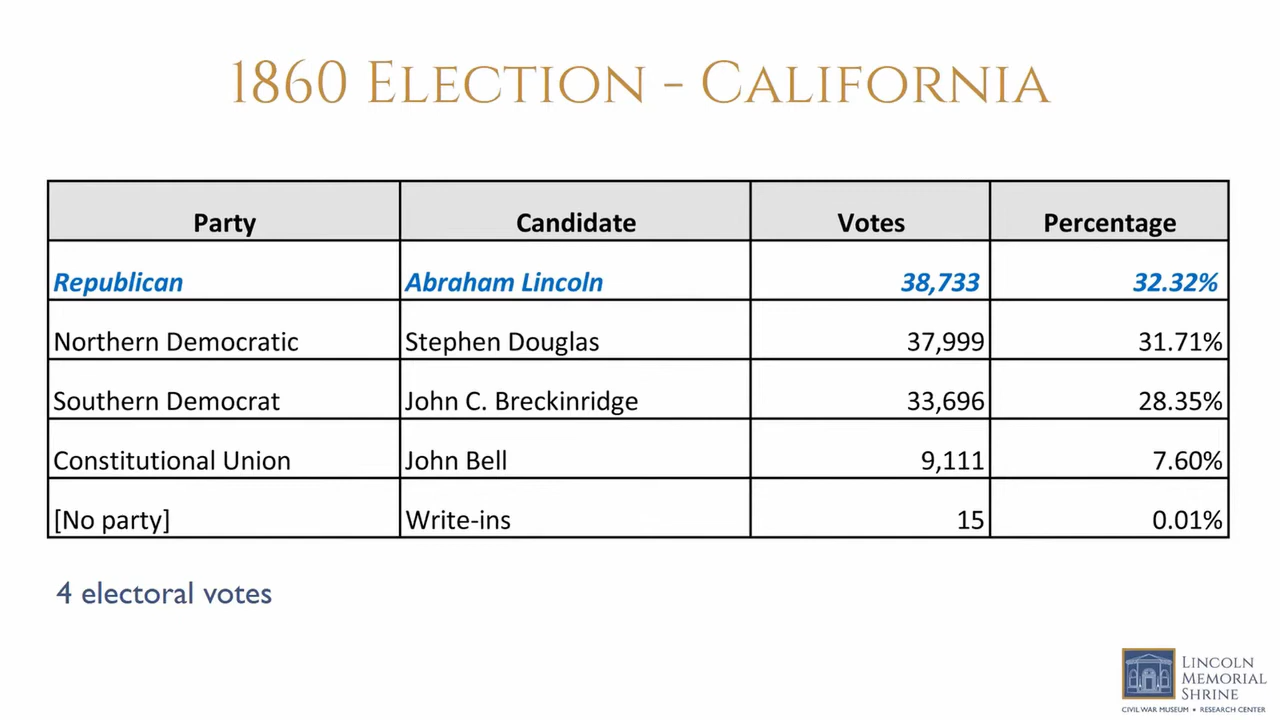 1860 Election - California
Party Candidate Votes Percentage
Republican Abraham Lincoln 38,733 32.32%
Northern Democratic Stephen Douglas 37,999 31.71%
Southern Democrat John C. Breckinridge 33,696 28.35%
Constitutional Union John Bell 9,111 7.60%
[No party] Write-ins 15 0.01%
4 electoral votes
Lincoln
Memorial
Shrine
CIVIL WAR MUSEUM • RESEARCH CENTER